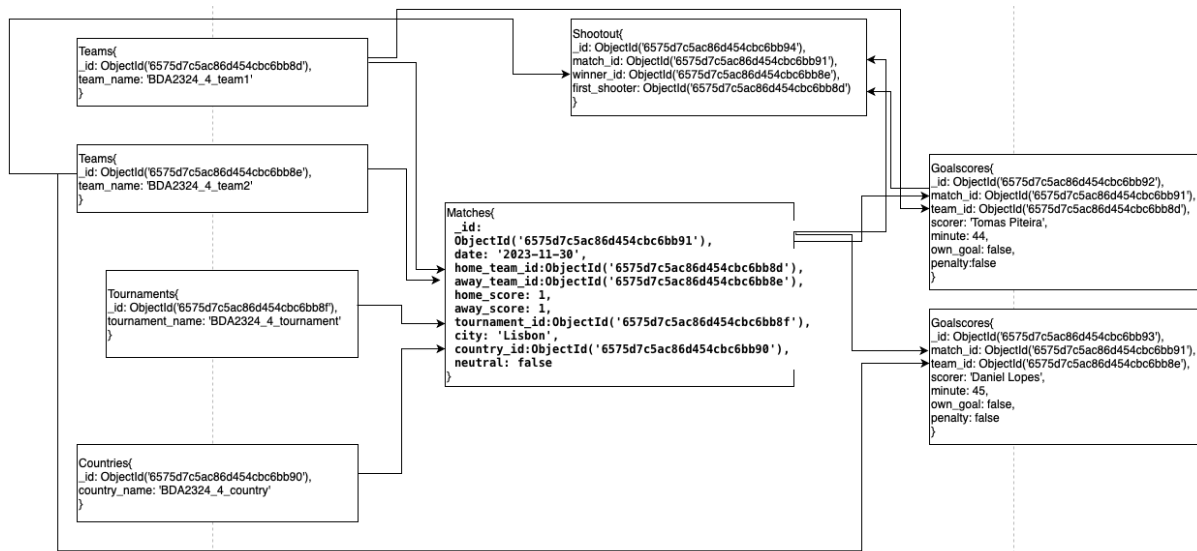 Teams{
_id: ObjectId('6575d7c5ac86d454cbc6bb8d'),
team_name: 'BDA2324_4_team1'
}
Teams{
_id: ObjectId('6575d7c5ac86d454cbc6bb8e'),
team_name: 'BDA2324_4_team2'
}
Tournaments{
_id: ObjectId('6575d7c5ac86d454cbc6bb8f'),
tournament_name: 'BDA2324_4_tournament'
}
Countries{
_id: ObjectId('6575d7c5ac86d454cbc6bb90'),
country_name: 'BDA2324_4_country'
}
Shootout{
_id: ObjectId('6575d7c5ac86d454cbc6bb94'),
match_id: ObjectId('6575d7c5ac86d454cbc6bb91'),
winner_id: ObjectId('6575d7c5ac86d454cbc6bb8e'),
first_shooter: ObjectId('6575d7c5ac86d454cbc6bb8d')
}
Matches{
_id:
ObjectId('6575d7c5ac86d454cbc6bb91'),
date: '2023-11-30',
home_team_id:ObjectId('6575d7c5ac86d454cbc6bb8d'),
away_team_id:ObjectId('6575d7c5ac86d454cbc6bb8e'),
home_score: 1,
away_score: 1,
tournament_id:ObjectId('6575d7c5ac86d454cbc6bb8f'),
city: 'Lisbon',
country_id:ObjectId('6575d7c5ac86d454cbc6bb90'),
neutral: false
}
Goalscores{
_id: ObjectId('6575d7c5ac86d454cbc6bb92'),
match_id: ObjectId('6575d7c5ac86d454cbc6bb91'),
team_id: ObjectId('6575d7c5ac86d454cbc6bb8d'),
scorer: 'Tomas Piteira',
minute: 44,
own_goal: false,
penalty:false
}
Goalscores{
_id: ObjectId('6575d7c5ac86d454cbc6bb93'),
match_id: ObjectId('6575d7c5ac86d454cbc6bb91'),
team_id: ObjectId('6575d7c5ac86d454cbc6bb8e'),
scorer: 'Daniel Lopes',
minute: 45,
own_goal: false,
penalty: false
}